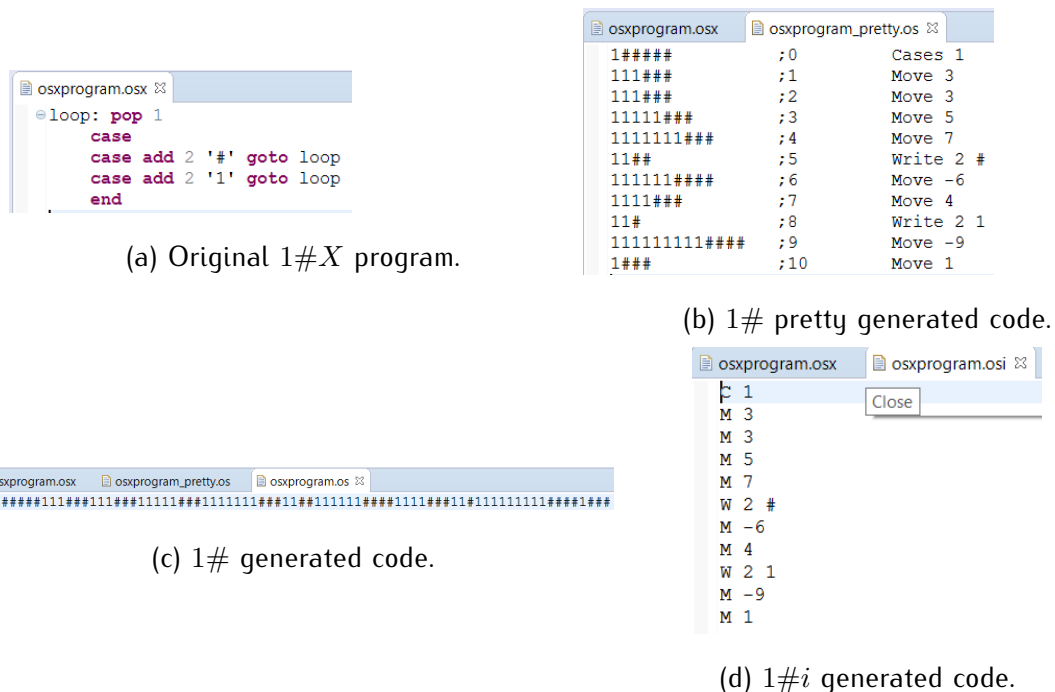 osxprogram.osx
loop: pop 1
case
case add 2 '#' goto loop
case add 2 '1' goto loop
end
(a) Original 1#X program.
osxprogram.osx osxprogram_pretty.os
1##### ;0 Cases 1
111### ;1 Move 3
111### ;2 Move 3
11111### ;3 Move 5
1111111### ;4 Move 7
11## ;5 Write 2 #
111111#### ;6 Move -6
1111### ;7 Move 4
11# ;8 Write 2 1
111111111#### ;9 Move -9
1### ;10 Move 1
(b) 1# pretty generated code.
sxprogram.osx osxprogram_pretty.os osxprogram.os
#####111###111###11111###1111111###11##111111####1111###11#111111111####1###
(c) 1# generated code.
osxprogram.osx osxprogram.osi
C 1
Close
M 3
M 3
M 5
M 7
W 2 #
M -6
M 4
W 2 1
M -9
M 1
(d) 1#i generated code.